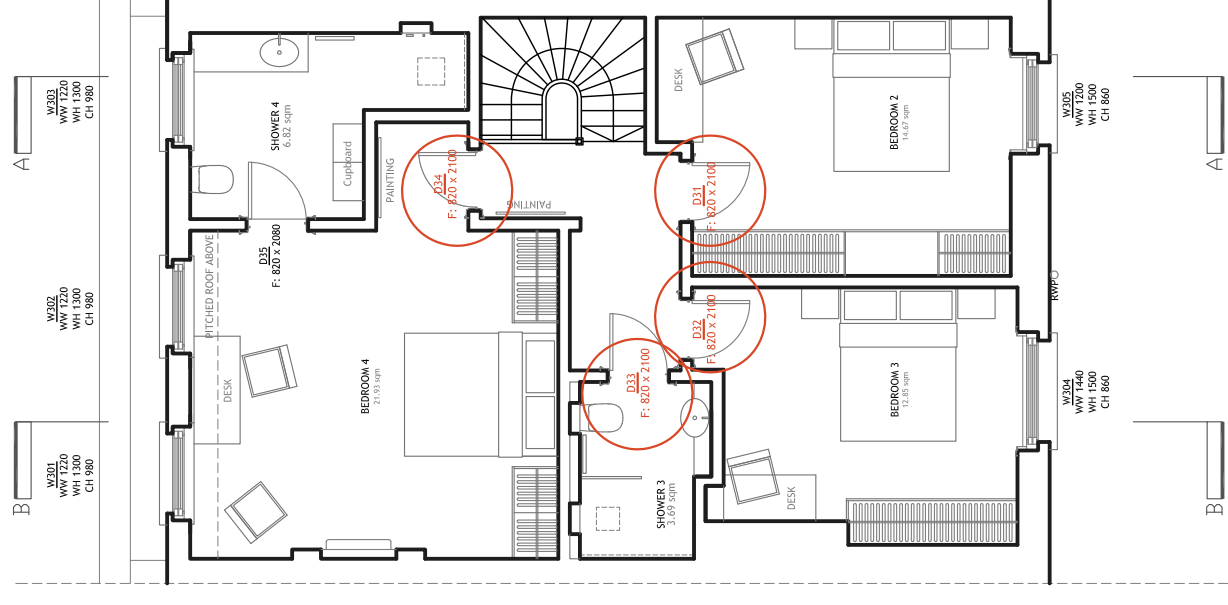 W303
WW 1220
WH 1300
CH 980
A
W302
WW 1220
WH 1300
CH 980
W301
WW 1220
WH 1300
CH 980
B
SHOWER 4
6.82 sqm
Cupboard
PAINTING
D34
F: 820 x 2100
PAINTING
D35
F: 820 x 2080
PITCHED ROOF ABOVE
DESK
BEDROOM 4
21.93 sqm
DESK
BEDROOM 2
14.67 sqm
D31
F: 820 x 2100
D32
F: 820 x 2100
D33
F: 820 x 2100
SHOWER 3
3.69 sqm
BEDROOM 3
12.85 sqm
DESK
W305
WW 1200
WH 1500
CH 860
A
RWPO
W304
WW 1440
WH 1500
CH 860
B